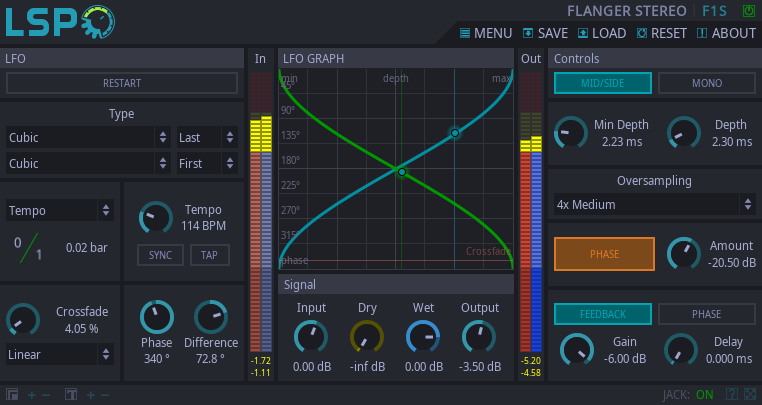 LSP
FLANGER STEREO F1S
MENU SAVE LOAD RESET ABOUT
LFO
RESTART
Type
Cubic Last
Cubic First
Tempo
0/1
0.02 bar
Tempo
114 BPM
SYNC TAP
Crossfade
4.05 %
Linear
Phase
340 °
Difference
72.8 °
In
-1.72
-1.11
LFO GRAPH
min depth max
45°
90°
135°
180°
225°
270°
315°
Crossfade
phase
Signal
Input Dry Wet Output
0.00 dB -inf dB 0.00 dB -3.50 dB
Out
-5.20
-4.58
Controls
MID/SIDE MONO
Min Depth
2.23 ms
Depth
2.30 ms
Oversampling
4x Medium
PHASE
Amount
-20.50 dB
FEEDBACK PHASE
Gain
-6.00 dB
Delay
0.000 ms
+ - + -
JACK: ON ?